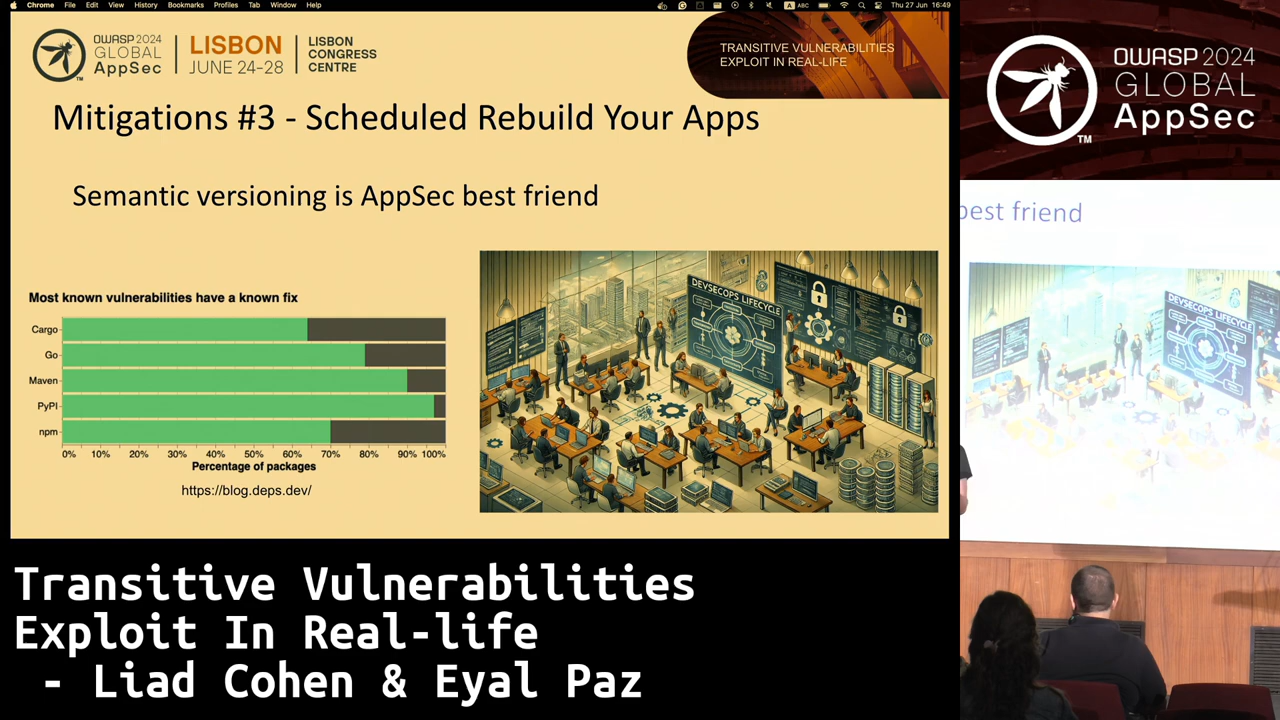 Chrome File Edit View History Bookmarks Profiles Tab Window Help
ABC
Thu 27 Jun 16:49
OWASP 2024
GLOBAL
AppSec
TM
LISBON
JUNE 24-28
LISBON
CONGRESS
CENTRE
TRANSITIVE VULNERABILITIES
EXPLOIT IN REAL-LIFE
Mitigations #3 - Scheduled Rebuild Your Apps
Semantic versioning is AppSec best friend
Most known vulnerabilities have a known fix
Cargo
Go
Maven
PyPI
npm
0% 10% 20% 30% 40% 50% 60% 70% 80% 90% 100%
Percentage of packages
https://blog.deps.dev/
DEVSECOPS LIFECYCLE
OWASP 2024
GLOBAL
AppSec
TM
best friend
DEVSECOPS LIFECYCLE
Transitive Vulnerabilities
Exploit In Real-life
- Liad Cohen & Eyal Paz